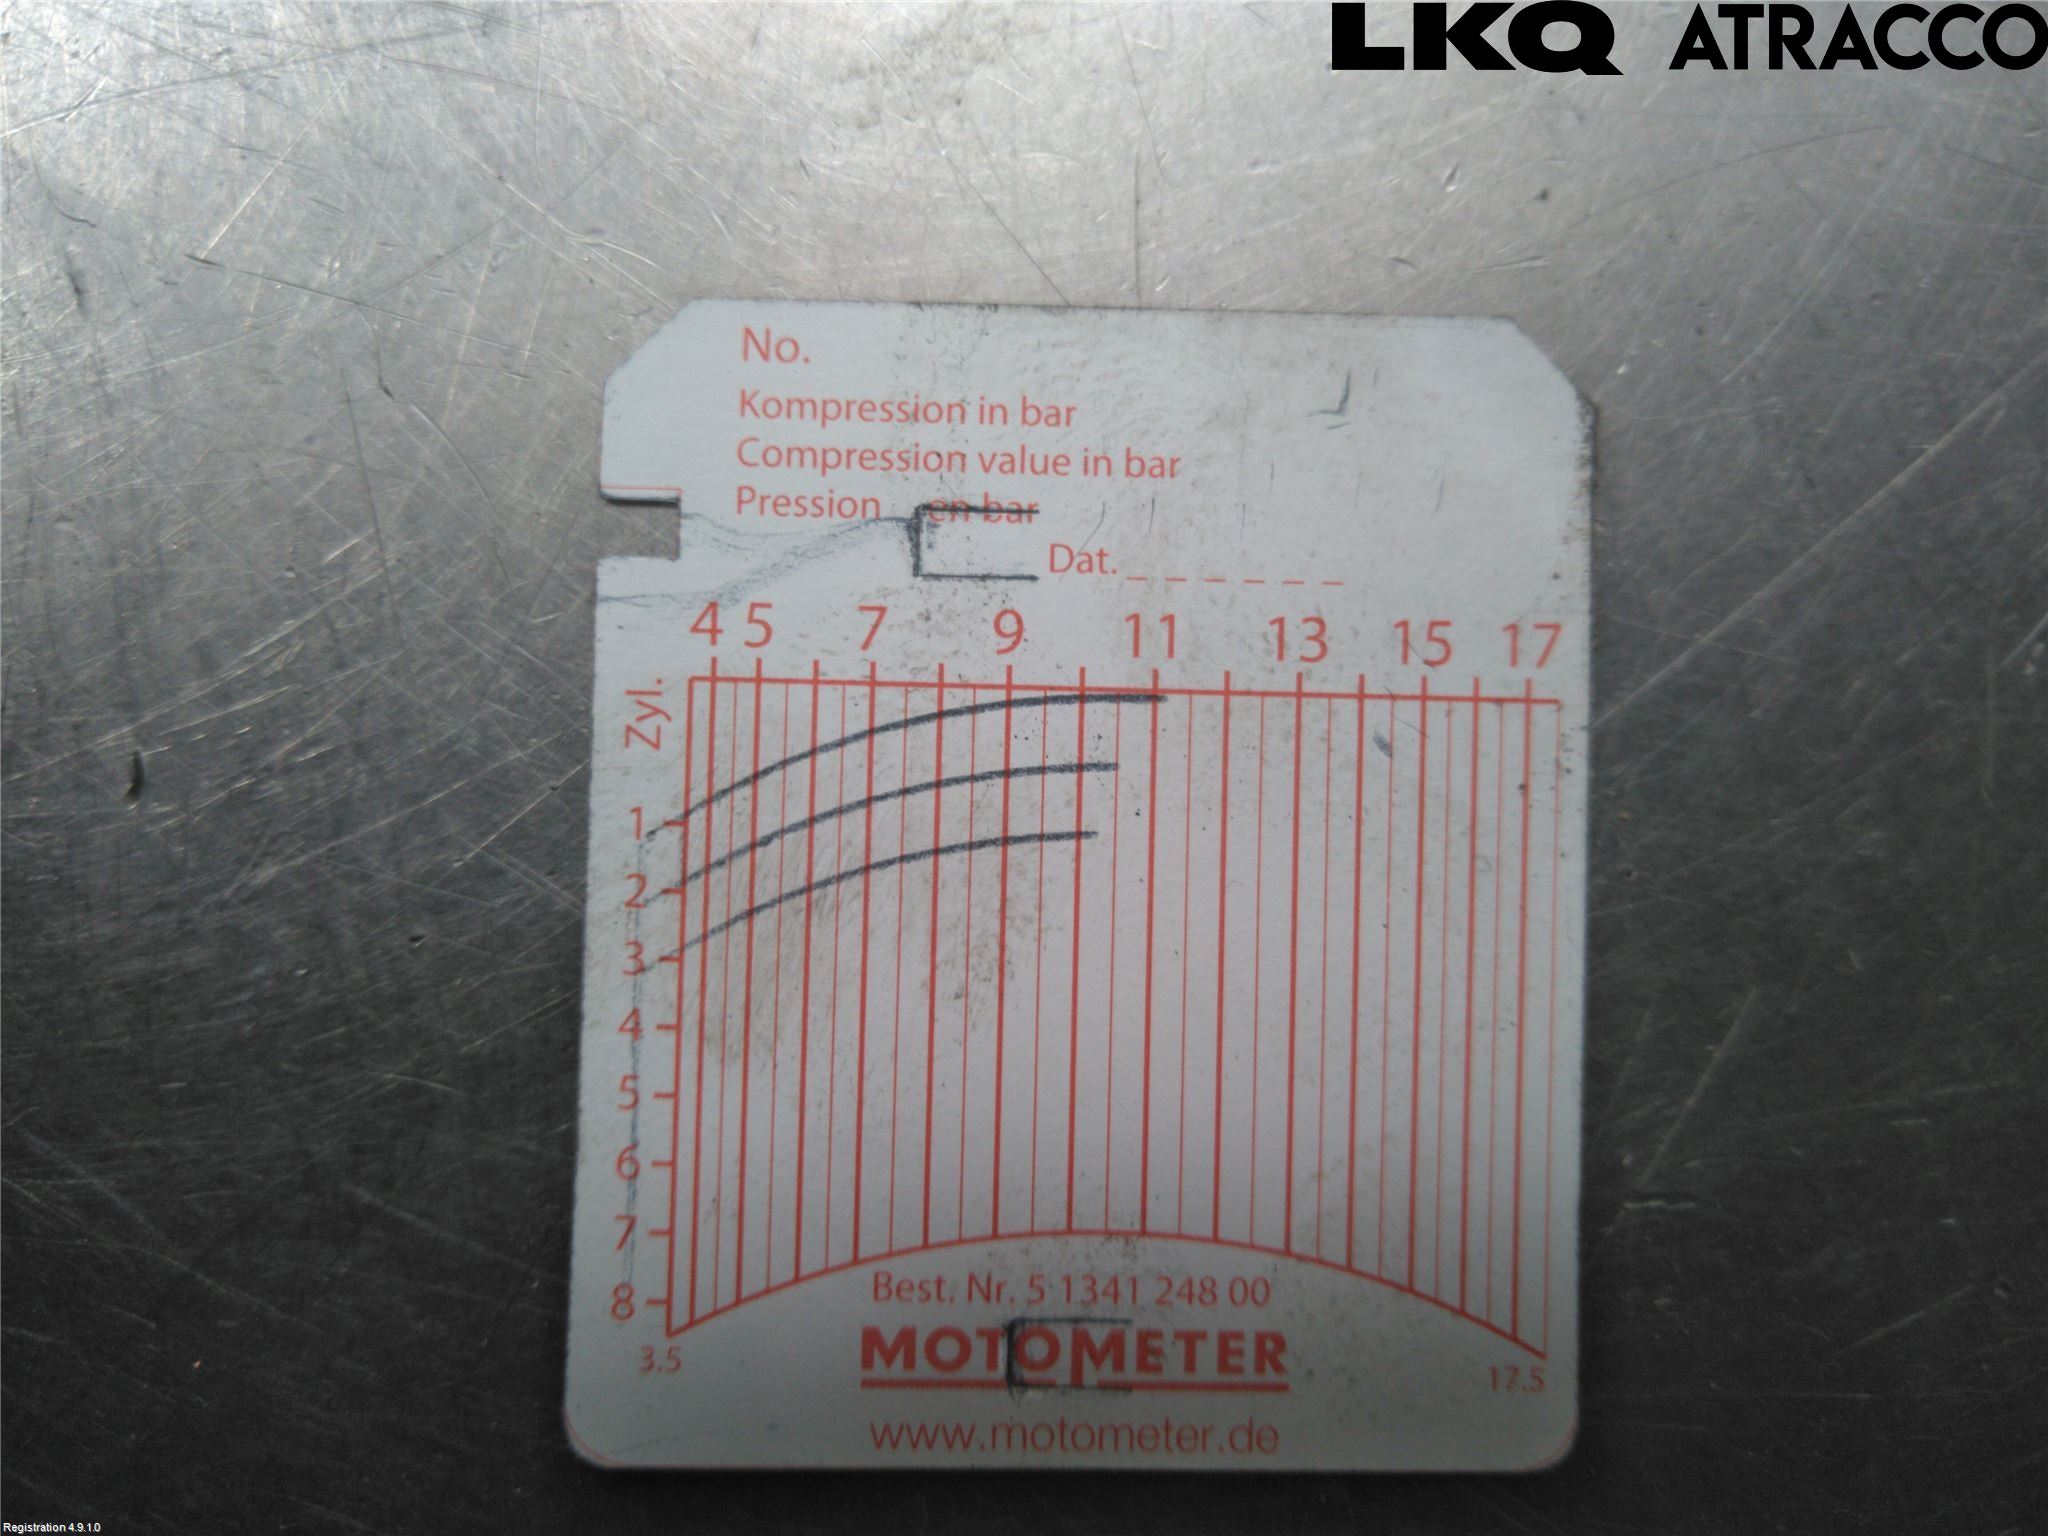 LKQ ATRACCO
No.
Kompression in bar
Compression value in bar
Pression en bar
Dat. _ _ _ _ _ _ _
4 5 7 9 11 13 15 17
Zyl.
1
2
3
4
5
6
7
8
3.5
17.5
Best. Nr. 5 1341 248 00
MOTOMETER
www.motometer.de
Registration 4.9.1.0